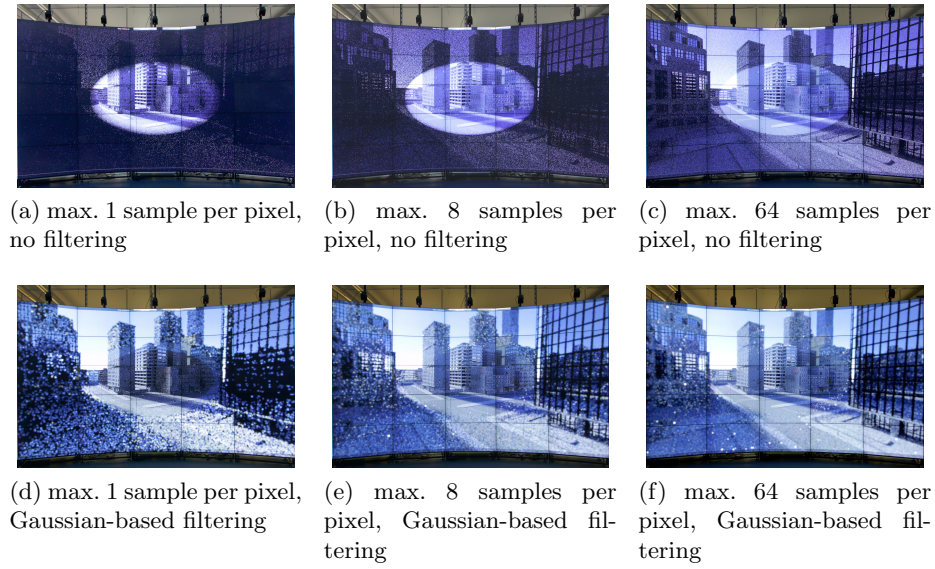 (a) max. 1 sample per pixel,
no filtering
(b) max. 8 samples per
pixel, no filtering
(c) max. 64 samples per
pixel, no filtering
(d) max. 1 sample per pixel,
Gaussian-based filtering
(e) max. 8 samples per
pixel, Gaussian-based fil-
tering
(f) max. 64 samples per
pixel, Gaussian-based fil-
tering